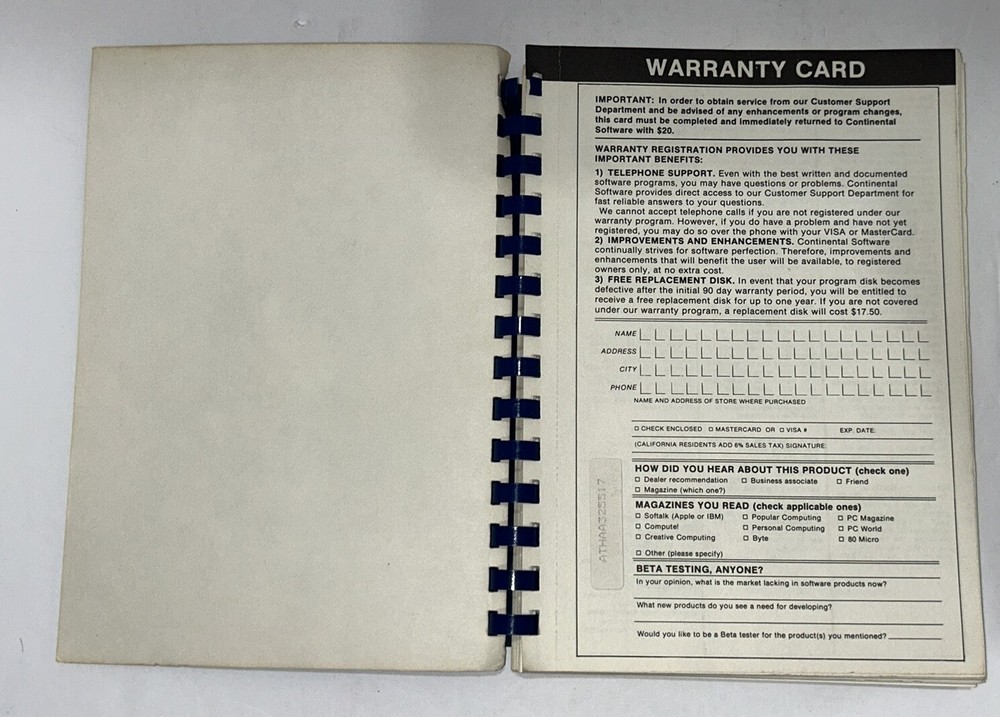 WARRANTY CARD
IMPORTANT: In order to obtain service from our Customer Support
Department and be advised of any enhancements or program changes,
this card must be completed and immediately returned to Continental
Software with $20.
WARRANTY REGISTRATION PROVIDES YOU WITH THESE
IMPORTANT BENEFITS:
1) TELEPHONE SUPPORT. Even with the best written and documented
software programs, you may have questions or problems. Continental
Software provides direct access to our Customer Support Department for
fast reliable answers to your questions.
We cannot accept telephone calls if you are not registered under our
warranty program. However, if you do have a problem and have not yet
registered, you may do so over the phone with your VISA or MasterCard.
2) IMPROVEMENTS AND ENHANCEMENTS. Continental Software
continually strives for software perfection. Therefore, improvements and
enhancements that will benefit the user will be available, to registered
owners only, at no extra cost.
3) FREE REPLACEMENT DISK. In event that your program disk becomes
defective after the initial 90 day warranty period, you will be entitled to
receive a free replacement disk for up to one year. If you are not covered
under our warranty program, a replacement disk will cost $17.50.
NAME
ADDRESS
CITY
PHONE
NAME AND ADDRESS OF STORE WHERE PURCHASED
□ CHECK ENCLOSED □ MASTERCARD OR □ VISA # EXP. DATE:
(CALIFORNIA RESIDENTS ADD 6% SALES TAX) SIGNATURE:
HOW DID YOU HEAR ABOUT THIS PRODUCT (check one)
□ Dealer recommendation □ Business associate □ Friend
□ Magazine (which one?)
MAGAZINES YOU READ (check applicable ones)
□ Softalk (Apple or IBM) □ Popular Computing □ PC Magazine
□ Compute! □ Personal Computing □ PC World
□ Creative Computing □ Byte □ 80 Micro
□ Other (please specify)
ATHAA325517
BETA TESTING, ANYONE?
In your opinion, what is the market lacking in software products now?
What new products do you see a need for developing?
Would you like to be a Beta tester for the product(s) you mentioned?